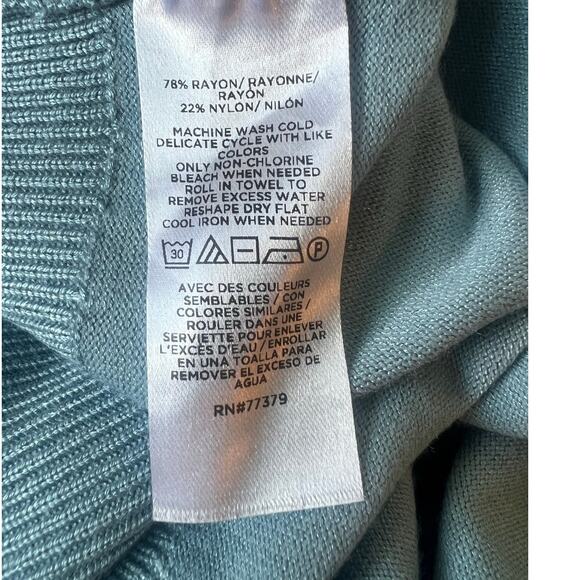 78% RAYON/ RAYONNE/
RAYÓN
22% NYLON/ NILÓN
MACHINE WASH COLD
DELICATE CYCLE WITH LIKE
COLORS
ONLY NON-CHLORINE
BLEACH WHEN NEEDED
ROLL IN TOWEL TO
REMOVE EXCESS WATER
RESHAPE DRY FLAT
COOL IRON WHEN NEEDED
30 P
AVEC DES COULEURS
SEMBLABLES / CON
COLORES SIMILARES /
ROULER DANS UNE
SERVIETTE POUR ENLEVER
L'EXCÈS D'EAU / ENROLLAR
EN UNA TOALLA PARA
REMOVER EL EXCESO DE
AGUA
RN#77379